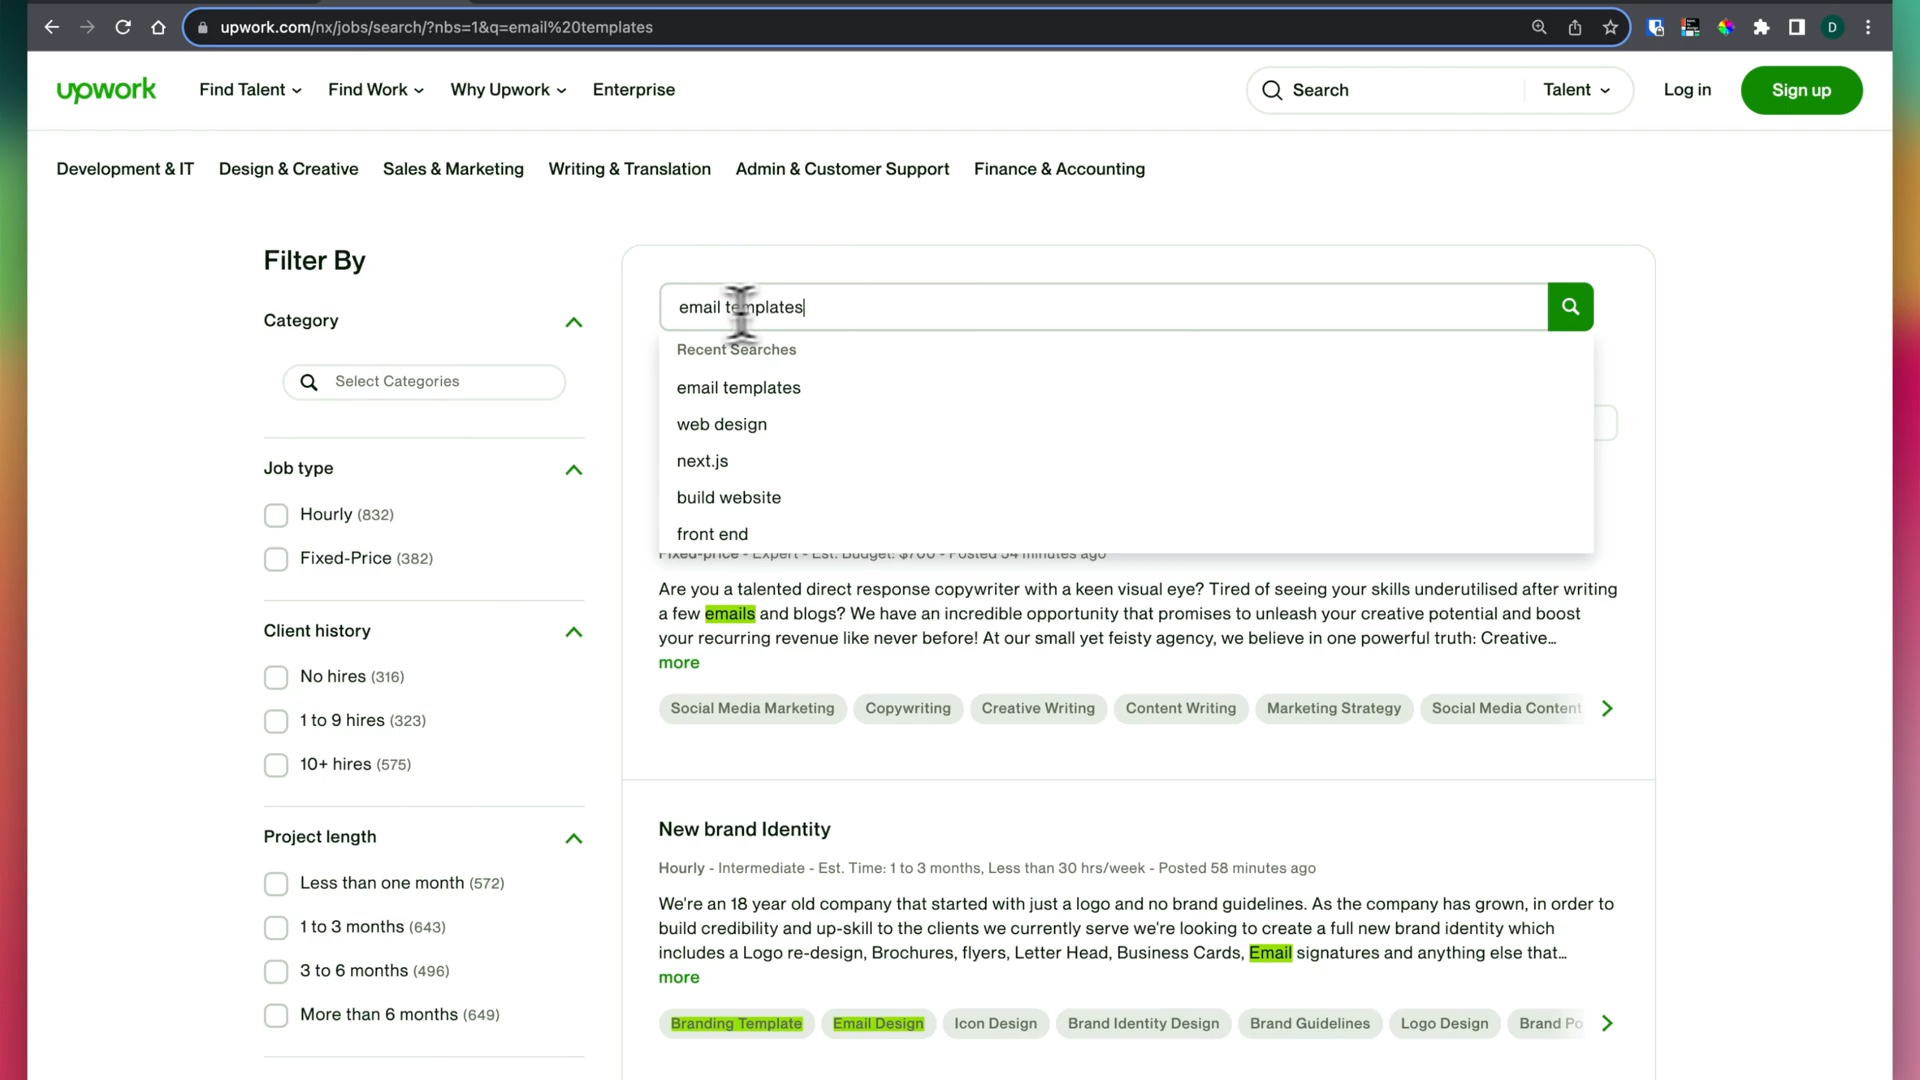 upwork.com/nx/jobs/search/?nbs=1&q=email%20templates
D
upwork
Find Talent
Find Work
Why Upwork
Enterprise
Search
Talent
Log in
Sign up
Development & IT
Design & Creative
Sales & Marketing
Writing & Translation
Admin & Customer Support
Finance & Accounting
Filter By
Category
Select Categories
Job type
Hourly (832)
Fixed-Price (382)
Client history
No hires (316)
1 to 9 hires (323)
10+ hires (575)
Project length
Less than one month (572)
1 to 3 months (643)
3 to 6 months (496)
More than 6 months (649)
email templates
Recent Searches
email templates
web design
next.js
build website
front end
Fixed-price - Expert - Est. Budget: $700 - Posted 54 minutes ago
Are you a talented direct response copywriter with a keen visual eye? Tired of seeing your skills underutilised after writing
a few emails and blogs? We have an incredible opportunity that promises to unleash your creative potential and boost
your recurring revenue like never before! At our small yet feisty agency, we believe in one powerful truth: Creative…
more
Social Media Marketing
Copywriting
Creative Writing
Content Writing
Marketing Strategy
Social Media Content
New brand Identity
Hourly - Intermediate - Est. Time: 1 to 3 months, Less than 30 hrs/week - Posted 58 minutes ago
We're an 18 year old company that started with just a logo and no brand guidelines. As the company has grown, in order to
build credibility and up-skill to the clients we currently serve we're looking to create a full new brand identity which
includes a Logo re-design, Brochures, flyers, Letter Head, Business Cards, Email signatures and anything else that…
more
Branding Template
Email Design
Icon Design
Brand Identity Design
Brand Guidelines
Logo Design
Brand Po